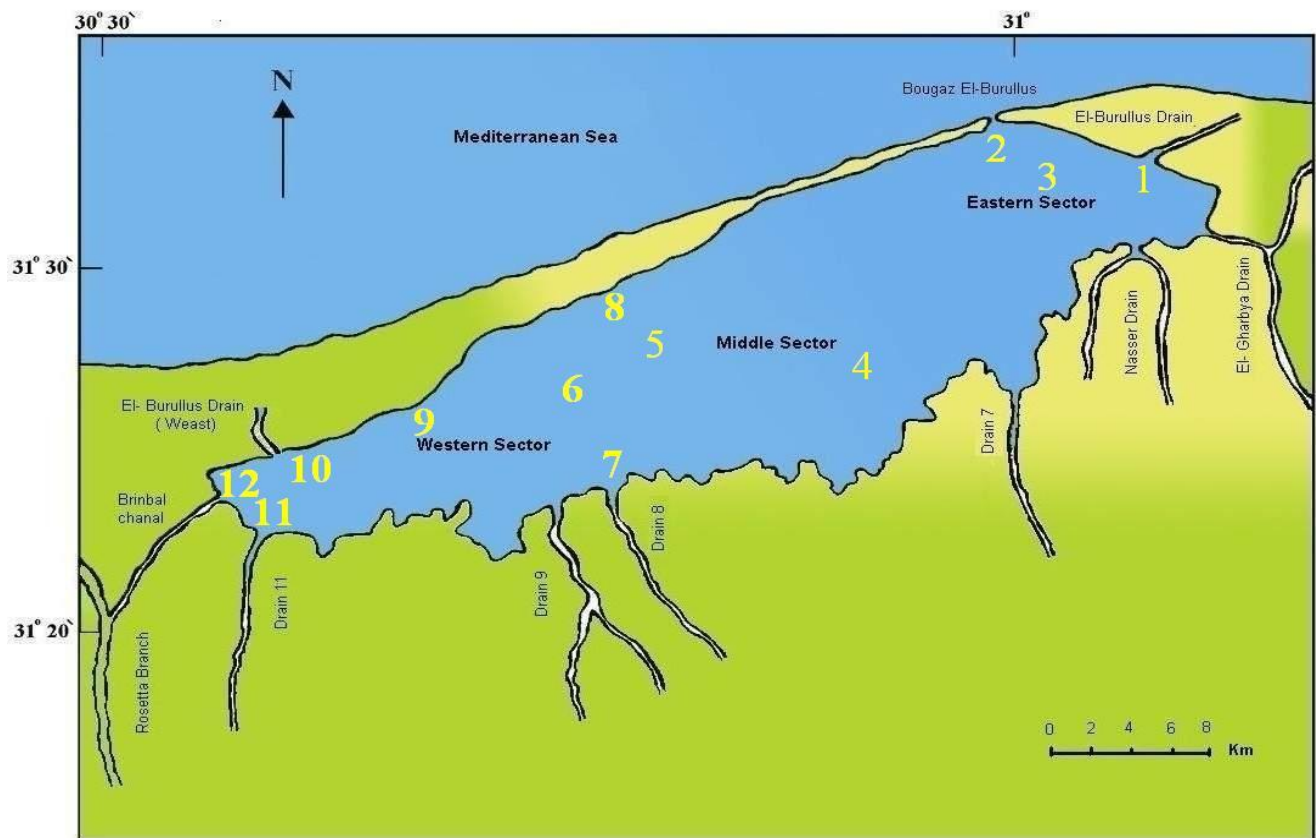 30° 30`
31°
N
Bougaz El-Burullus
El-Burullus Drain
Mediterranean Sea
2
3
1
Eastern Sector
31° 30`
8
5
Middle Sector
4
Nasser Drain
El- Gharbya Drain
6
El- Burullus Drain
( Weast)
9
Western Sector
Drain 7
10
12
7
Brinbal
chanal
11
Drain 8
Drain 9
Drain 11
31° 20`
Rosetta Branch
0 2 4 6 8
Km